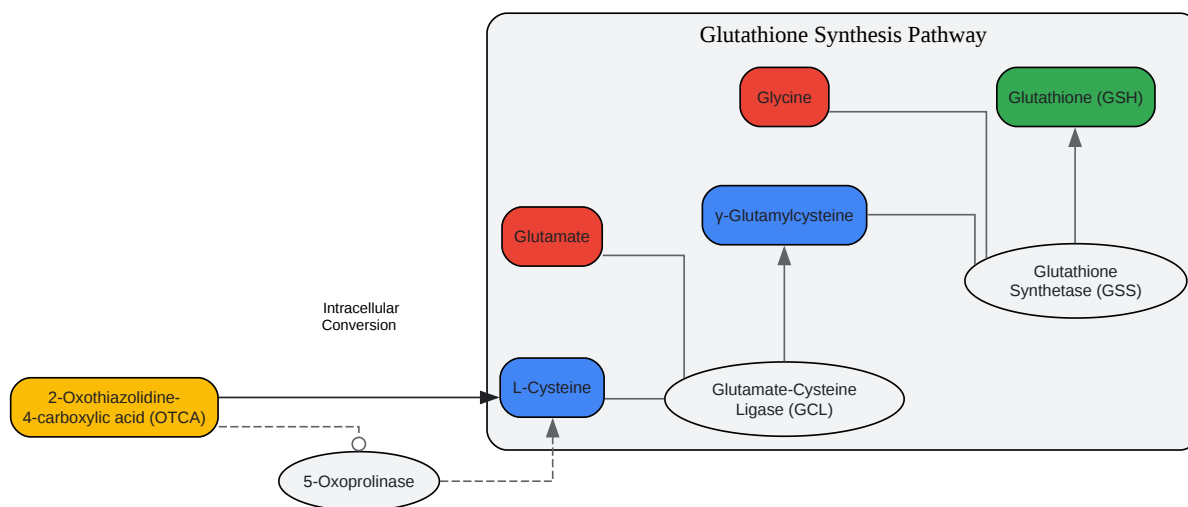 Glutathione Synthesis Pathway
Glycine
Glutathione (GSH)
γ-Glutamylcysteine
Glutamate
Glutathione
Synthetase (GSS)
Intracellular
Conversion
L-Cysteine
Glutamate-Cysteine
Ligase (GCL)
2-Oxothiazolidine-
4-carboxylic acid (OTCA)
5-Oxoprolinase